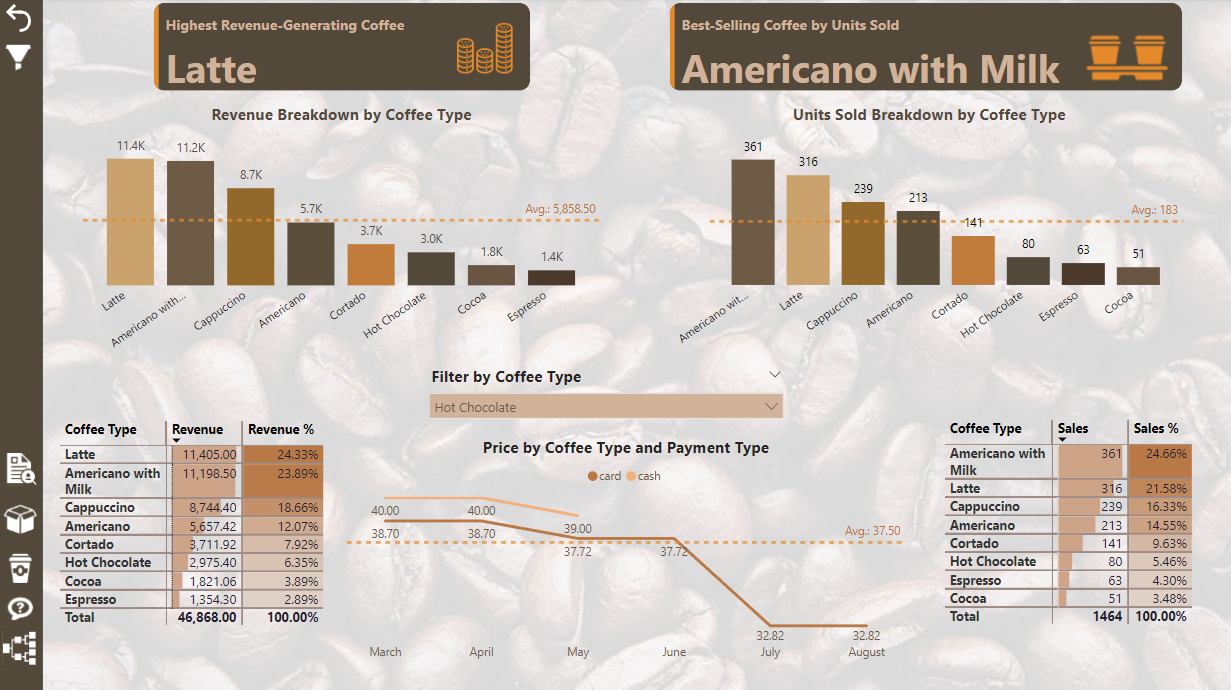 Highest Revenue-Generating Coffee
Latte
Best-Selling Coffee by Units Sold
Americano with Milk
Revenue Breakdown by Coffee Type
11.4K
11.2K
8.7K
5.7K
3.7K
3.0K
1.8K
1.4K
Avg.: 5,858.50
Latte
Americano with...
Cappuccino
Americano
Cortado
Hot Chocolate
Cocoa
Espresso
Units Sold Breakdown by Coffee Type
361
316
239
213
141
80
63
51
Avg.: 183
Americano wit...
Latte
Cappuccino
Americano
Cortado
Hot Chocolate
Espresso
Cocoa
Filter by Coffee Type
Hot Chocolate
Coffee Type Revenue Revenue %
Latte 11,405.00 24.33%
Americano with 11,198.50 23.89%
Milk
Cappuccino 8,744.40 18.66%
Americano 5,657.42 12.07%
Cortado 3,711.92 7.92%
Hot Chocolate 2,975.40 6.35%
Cocoa 1,821.06 3.89%
Espresso 1,354.30 2.89%
Total 46,868.00 100.00%
Price by Coffee Type and Payment Type
card cash
40.00 40.00 39.00
38.70 38.70 37.72 37.72 32.82 32.82
Avg.: 37.50
March April May June July August
Coffee Type Sales Sales %
Americano with 361 24.66%
Milk
Latte 316 21.58%
Cappuccino 239 16.33%
Americano 213 14.55%
Cortado 141 9.63%
Hot Chocolate 80 5.46%
Espresso 63 4.30%
Cocoa 51 3.48%
Total 1464 100.00%